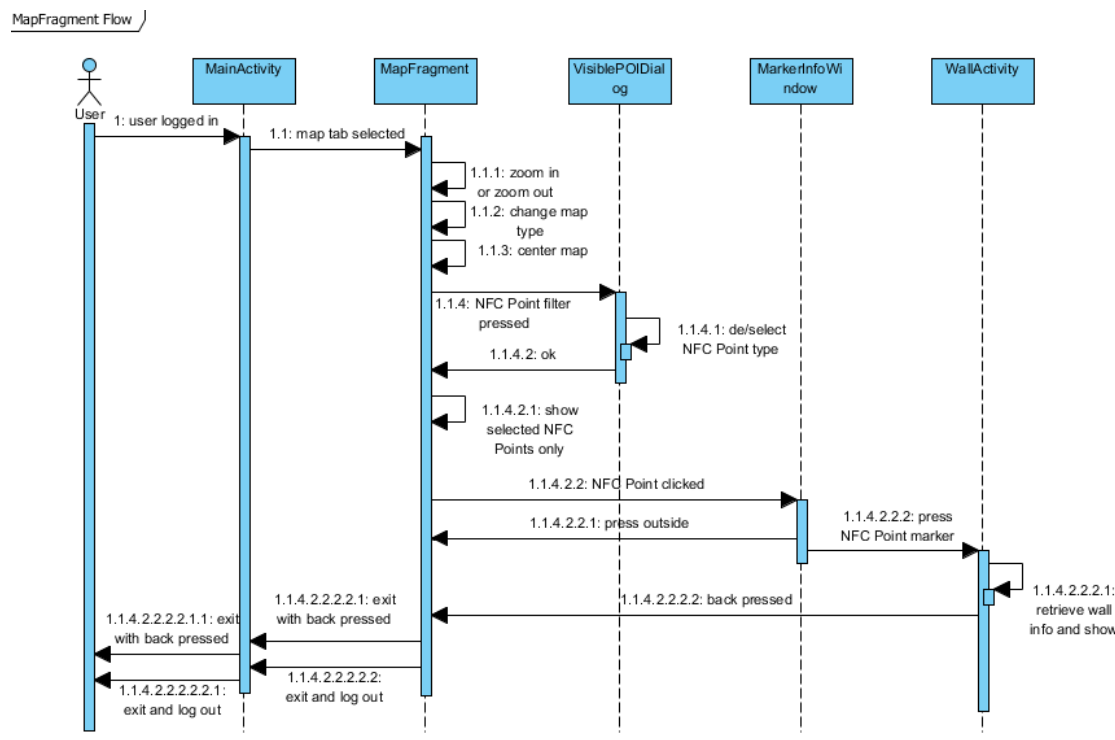 MapFragment Flow
User
MainActivity
MapFragment
VisiblePOIDial
og
MarkerInfoWi
ndow
WallActivity
1: user logged in
1.1: map tab selected
1.1.1: zoom in
or zoom out
1.1.2: change map
type
1.1.3: center map
1.1.4: NFC Point filter
pressed
1.1.4.1: de/select
NFC Point type
1.1.4.2: ok
1.1.4.2.1: show
selected NFC
Points only
1.1.4.2.2: NFC Point clicked
1.1.4.2.2.1: press outside
1.1.4.2.2.2: press
NFC Point marker
1.1.4.2.2.2.1:
retrieve wall
info and show
1.1.4.2.2.2.2: back pressed
1.1.4.2.2.2.2.1: exit
with back pressed
1.1.4.2.2.2.2.1.1: exit
with back pressed
1.1.4.2.2.2.2.2:
exit and log out
1.1.4.2.2.2.2.2.1:
exit and log out